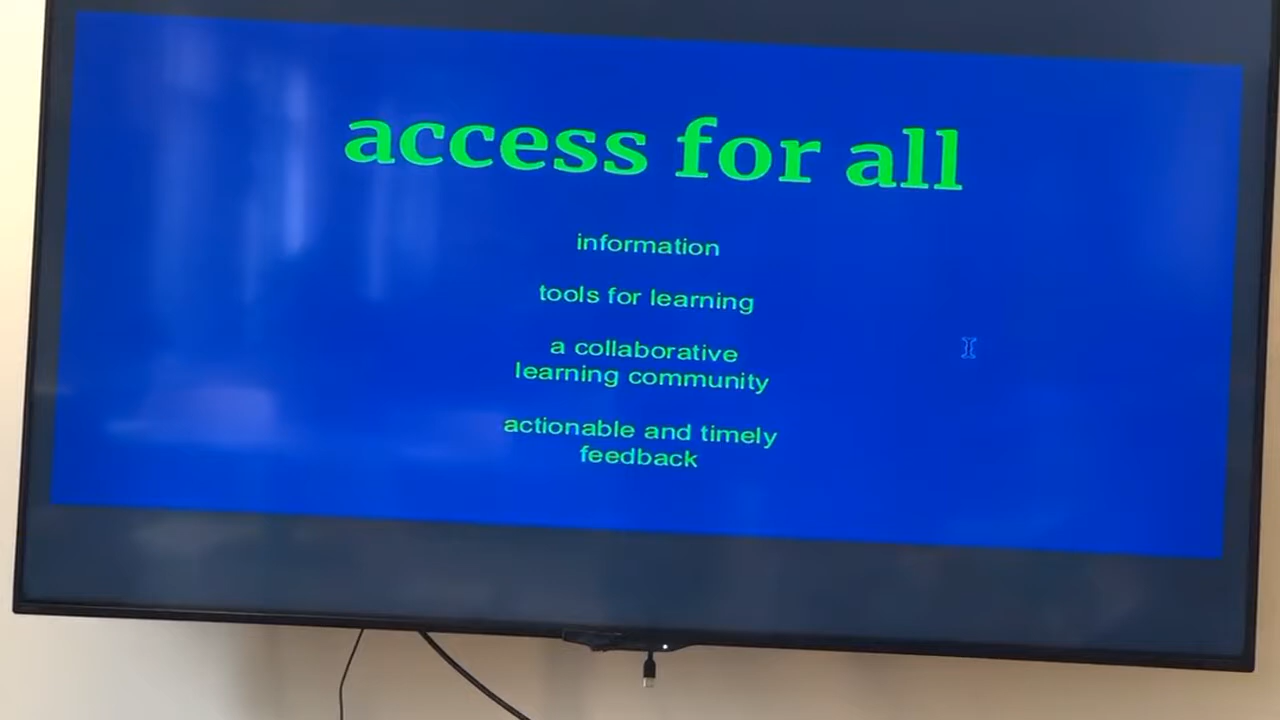 access for all
information
tools for learning
a collaborative
learning community
actionable and timely
feedback